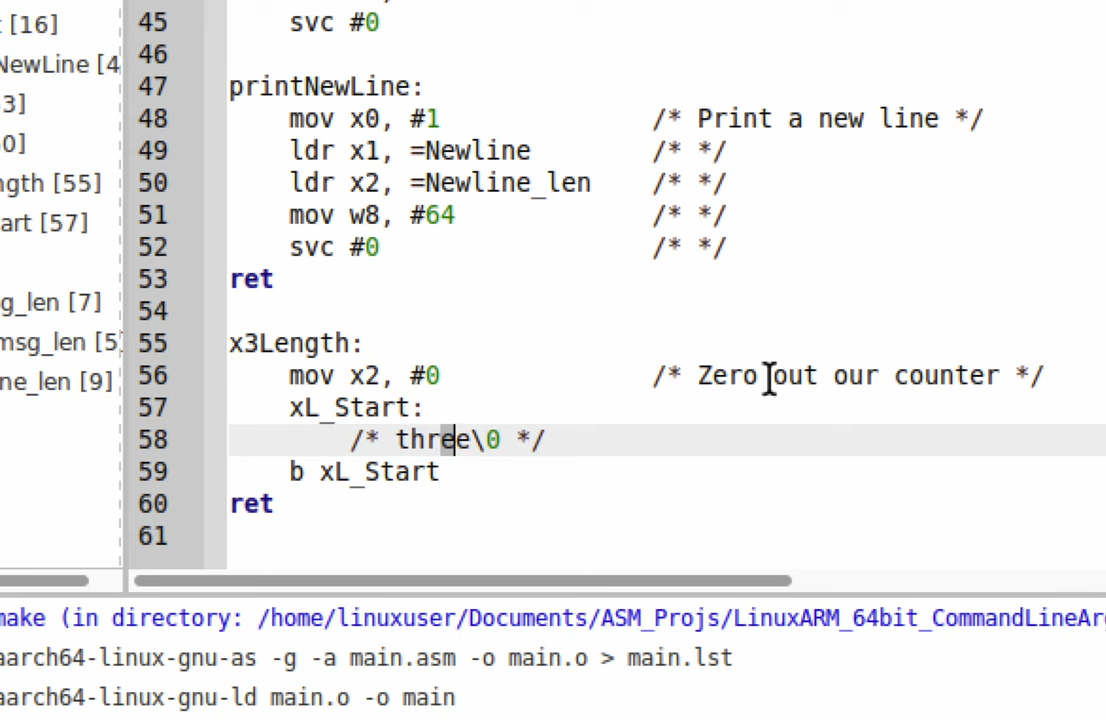 t [16]
NewLine [4
3]
0]
ngth [55]
art [57]
g_len [7]
msg_len [5]
ne_len [9]
45 svc #0
46
47 printNewLine:
48 mov x0, #1 /* Print a new line */
49 ldr x1, =Newline /* */
50 ldr x2, =Newline_len /* */
51 mov w8, #64 /* */
52 svc #0 /* */
53 ret
54
55 x3Length:
56 mov x2, #0 /* Zero out our counter */
57 xL_Start:
58 /* three\0 */
59 b xL_Start
60 ret
61
make (in directory: /home/linuxuser/Documents/ASM_Projs/LinuxARM_64bit_CommandLineAr
aarch64-linux-gnu-as -g -a main.asm -o main.o > main.lst
aarch64-linux-gnu-ld main.o -o main